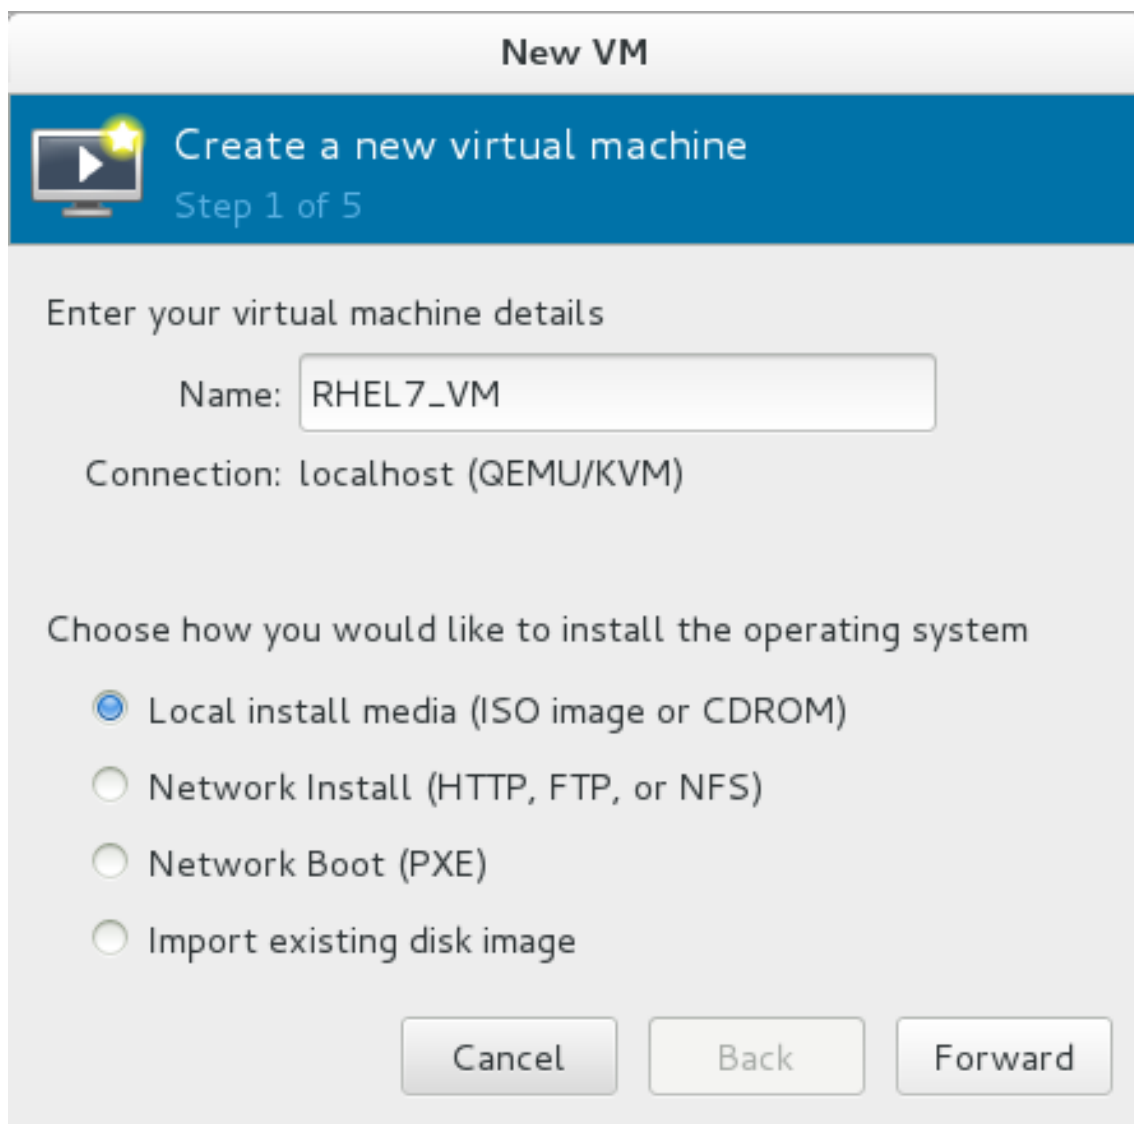 New VM
Create a new virtual machine
Step 1 of 5
Enter your virtual machine details
Name: RHEL7_VM
Connection: localhost (QEMU/KVM)
Choose how you would like to install the operating system
Local install media (ISO image or CDROM)
Network Install (HTTP, FTP, or NFS)
Network Boot (PXE)
Import existing disk image
Cancel Back Forward